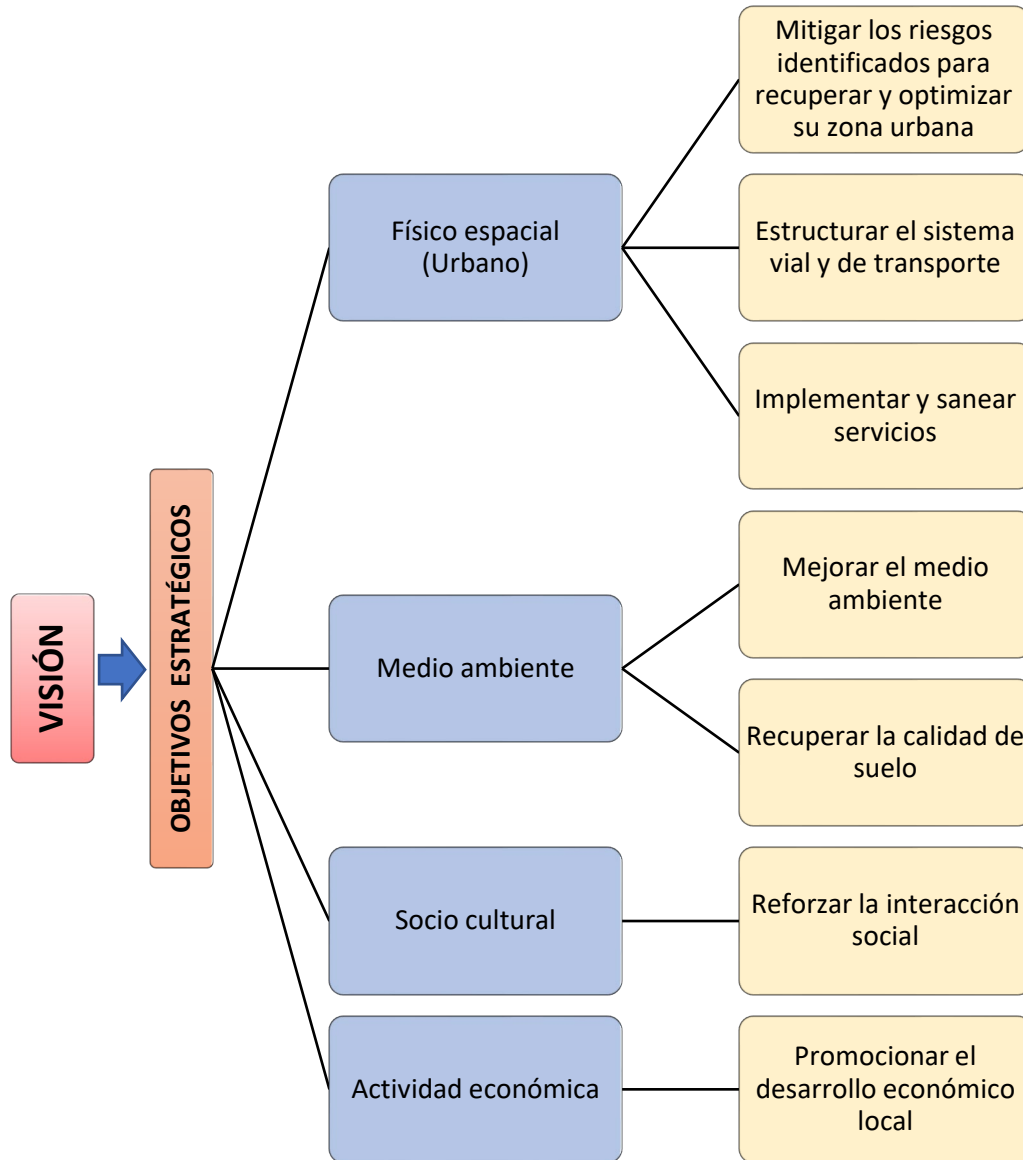 VISIÓN
OBJETIVOS ESTRATÉGICOS
Físico espacial
(Urbano)
Mitigar los riesgos
identificados para
recuperar y optimizar
su zona urbana
Estructurar el sistema
vial y de transporte
Implementar y sanear
servicios
Medio ambiente
Mejorar el medio
ambiente
Recuperar la calidad de
suelo
Socio cultural
Reforzar la interacción
social
Actividad económica
Promocionar el
desarrollo económico
local